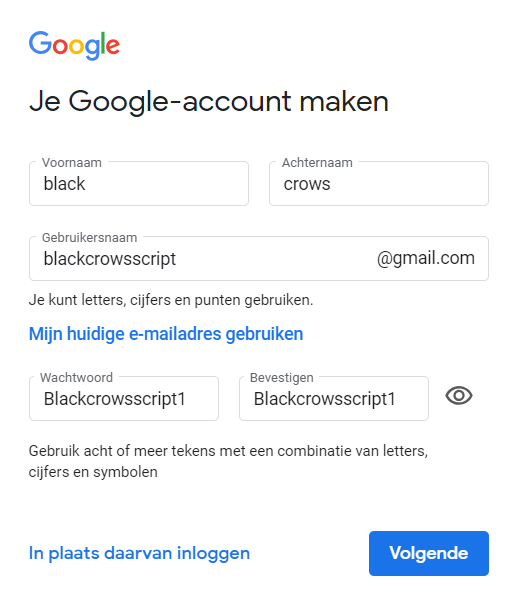 Google
Je Google-account maken
Voornaam
Achternaam
black
crows
Gebruikersnaam
blackcrowsscript
@gmail.com
Je kunt letters, cijfers en punten gebruiken.
Mijn huidige e-mailadres gebruiken
Wachtwoord
Bevestigen
Blackcrowsscript1
Blackcrowsscript1
Gebruik acht of meer tekens met een combinatie van letters,
cijfers en symbolen
In plaats daarvan inloggen
Volgende